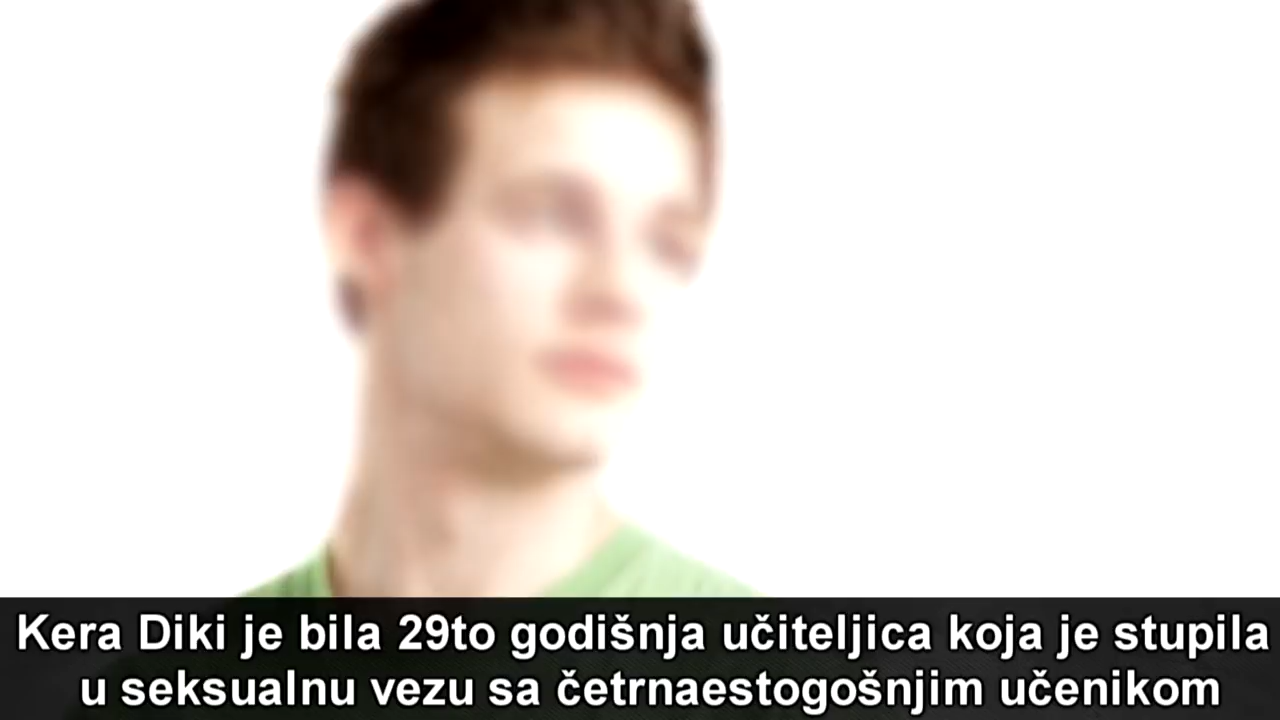 Kera Diki je bila 29to godišnja učiteljica koja je stupila
u seksualnu vezu sa četrnaestogošnjim učenikom